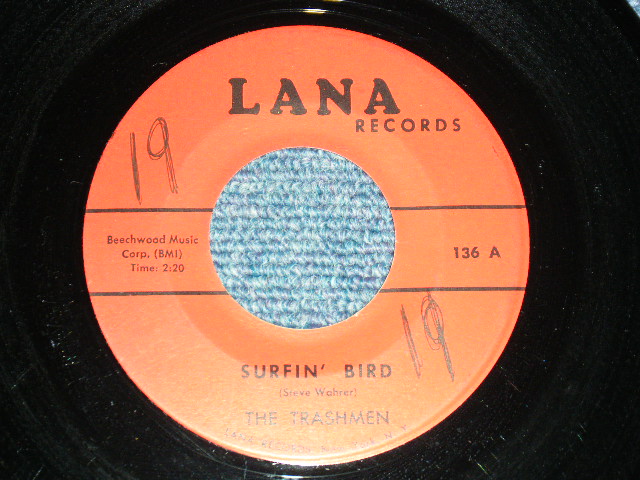 LANA
RECORDS
19
Beechwood Music
Corp. (BMI)
Time: 2:20
136 A
19
SURFIN' BIRD
(Steve Wahrer)
THE TRASHMEN